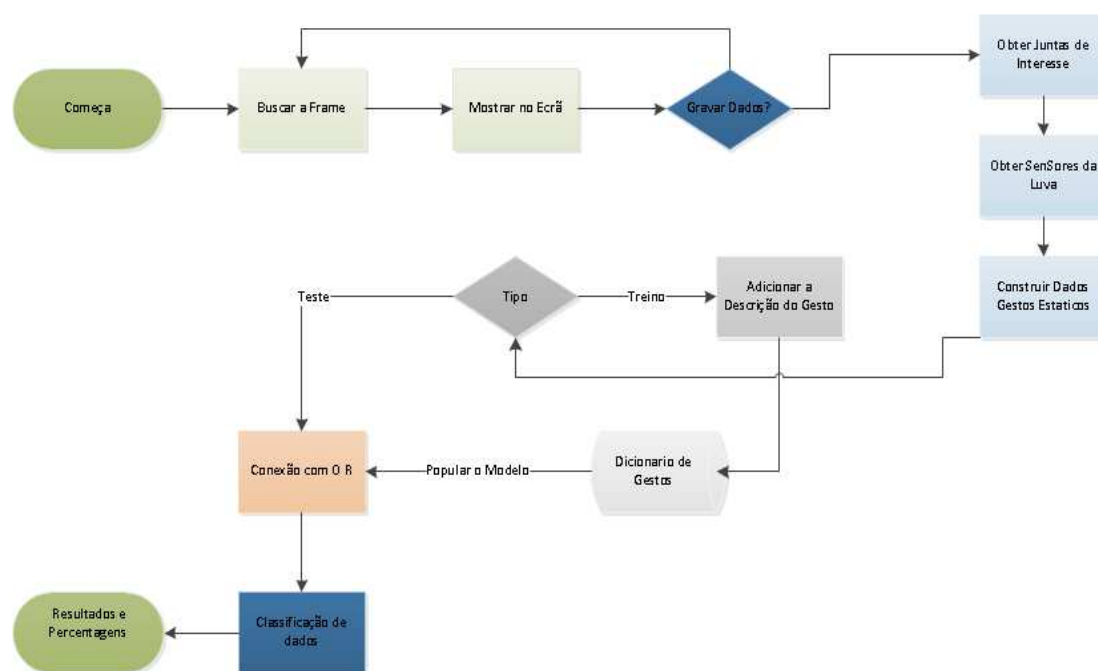 Começa
Buscar a Frame
Mostrar no Ecrã
Gravar Dados?
Obter Juntas de
Interesse
Obter SenSores da
Luva
Construir Dados
Gestos Estaticos
Teste
Tipo
Treino
Adicionar a
Descrição do Gesto
Conexão com O R
Popular o Modelo
Dicionario de
Gestos
Classificação de
dados
Resultados e
Percentagens